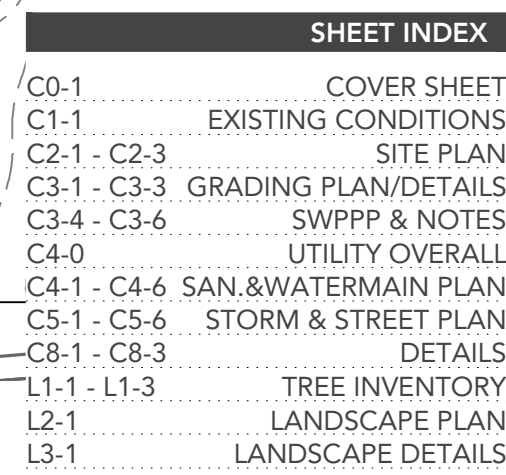 SHEET INDEX
C0-1 COVER SHEET
C1-1 EXISTING CONDITIONS
C2-1 - C2-3 SITE PLAN
C3-1 - C3-3 GRADING PLAN/DETAILS
C3-4 - C3-6 SWPPP & NOTES
C4-0 UTILITY OVERALL
C4-1 - C4-6 SAN.&WATERMAIN PLAN
C5-1 - C5-6 STORM & STREET PLAN
C8-1 - C8-3 DETAILS
L1-1 - L1-3 TREE INVENTORY
L2-1 LANDSCAPE PLAN
L3-1 LANDSCAPE DETAILS